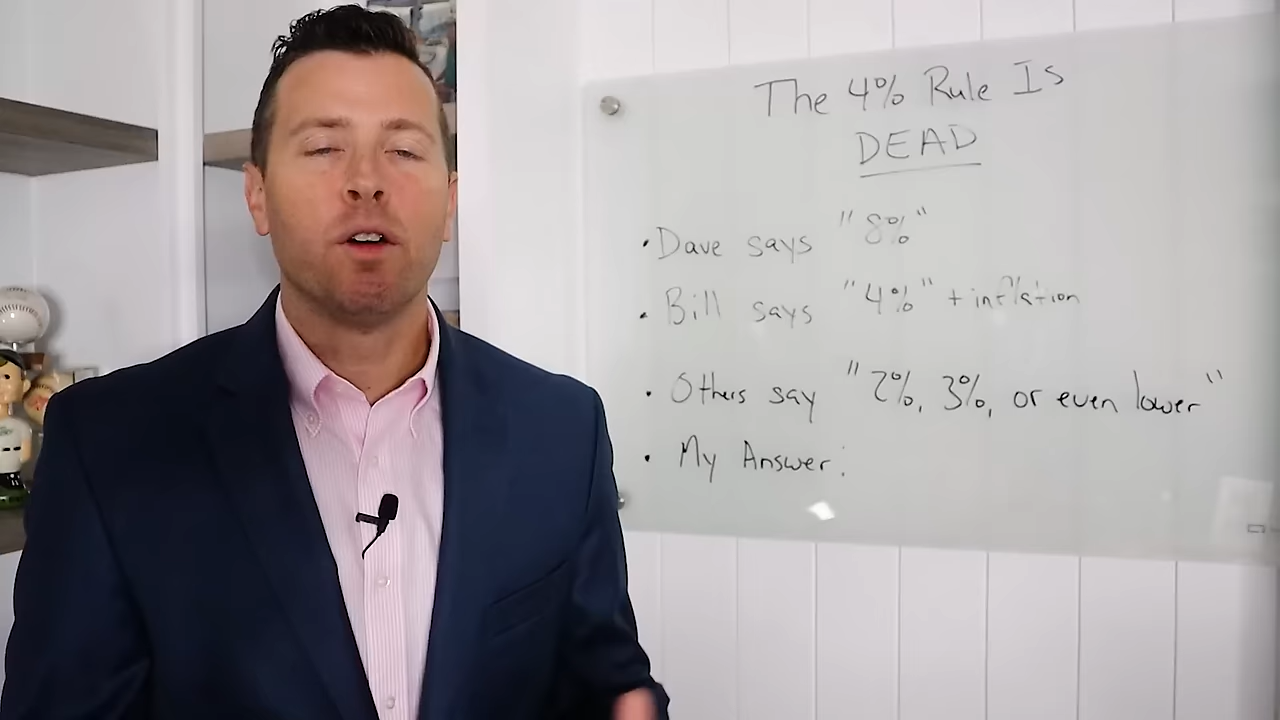 The 4% Rule Is
DEAD
• Dave says "8%"
• Bill says "4%" + inflation
• Others say "2%, 3%, or even lower"
• My Answer: